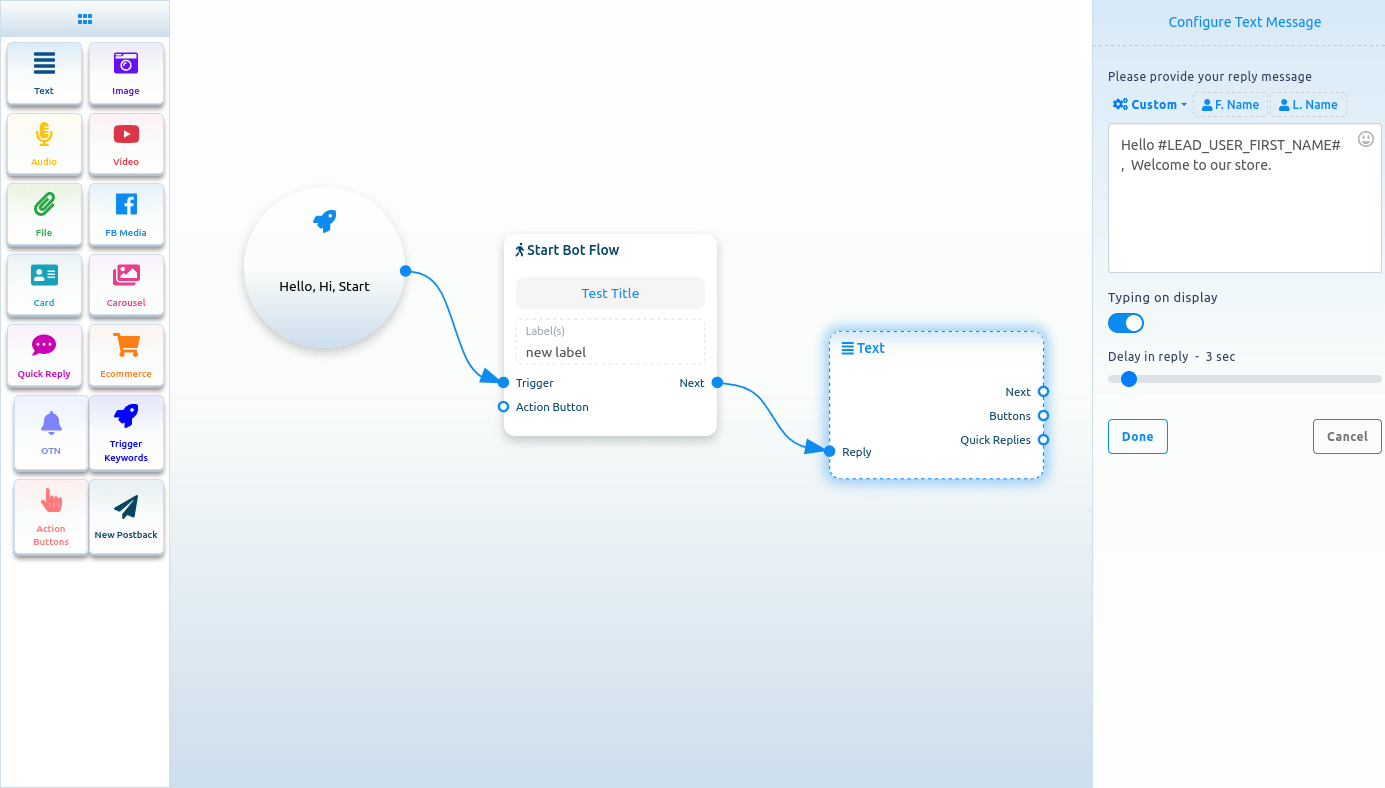 Text
Image
Audio
Video
File
FB Media
Card
Carousel
Quick Reply
Ecommerce
OTN
Trigger
Keywords
Action
Buttons
New Postback
Hello, Hi, Start
Start Bot Flow
Test Title
Label(s)
new label
Trigger
Next
Action Button
Text
Next
Buttons
Quick Replies
Reply
Configure Text Message
Please provide your reply message
Custom
F. Name
L. Name
Hello #LEAD_USER_FIRST_NAME#
, Welcome to our store.
Typing on display
Delay in reply - 3 sec
Done
Cancel